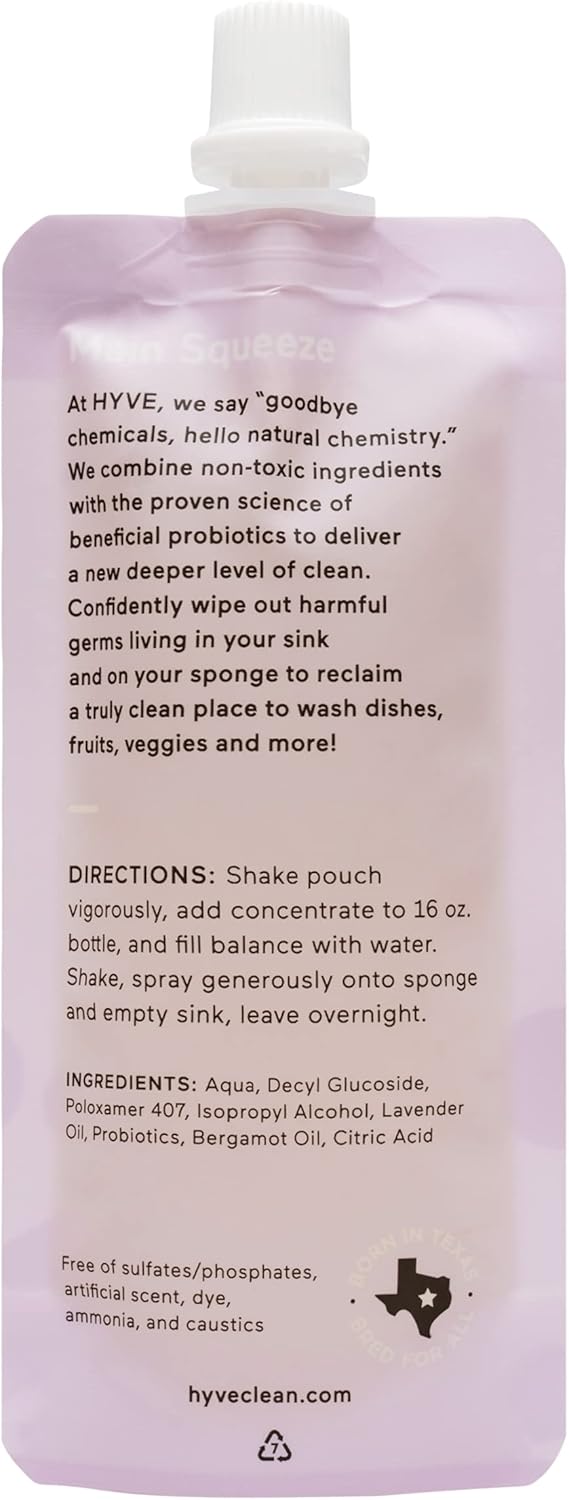 Main Squeeze
At HYVE, we say “goodbye
chemicals, hello natural chemistry.”
We combine non-toxic ingredients
with the proven science of
beneficial probiotics to deliver
a new deeper level of clean.
Confidently wipe out harmful
germs living in your sink
and on your sponge to reclaim
a truly clean place to wash dishes,
fruits, veggies and more!
DIRECTIONS: Shake pouch
vigorously, add concentrate to 16 oz.
bottle, and fill balance with water.
Shake, spray generously onto sponge
and empty sink, leave overnight.
INGREDIENTS: Aqua, Decyl Glucoside,
Poloxamer 407, Isopropyl Alcohol, Lavender
Oil, Probiotics, Bergamot Oil, Citric Acid
Free of sulfates/phosphates,
artificial scent, dye,
ammonia, and caustics
BORN IN TEXAS
BRED FOR ALL
hyveclean.com
7